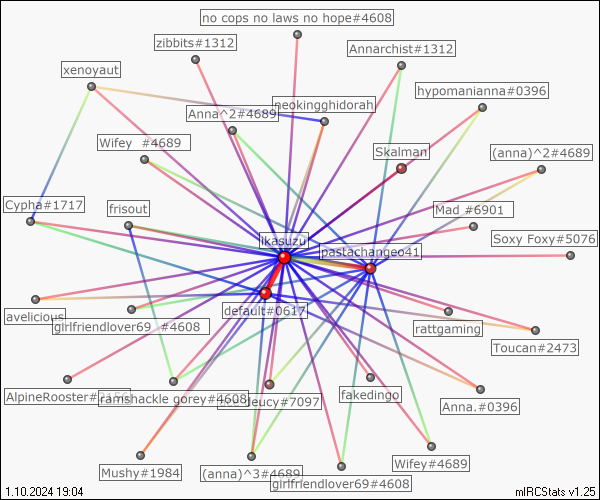 no cops no laws no hope#4608
zibbits#1312
Annarchist#1312
xenoyaut
hypomanianna#0396
neokingghidorah
Anna^2#4689
Wifey #4689
Skalman
(anna)^2#4689
Cypha#1717
frisout
Mad #6901
ikasuzu
pastachangeo41
Soxy Foxy#5076
default#0617
avelicious
girlfriendlover69 #4608
rattgaming
Toucan#2473
AlpineRooster#
ramshackle gorey#4608
deucy#7097
fakedingo
Anna.#0396
Mushy#1984
(anna)^3#4689
girlfriendlover69#4608
Wifey#4689
1.10.2024 19:04
mIRCStats v1.25